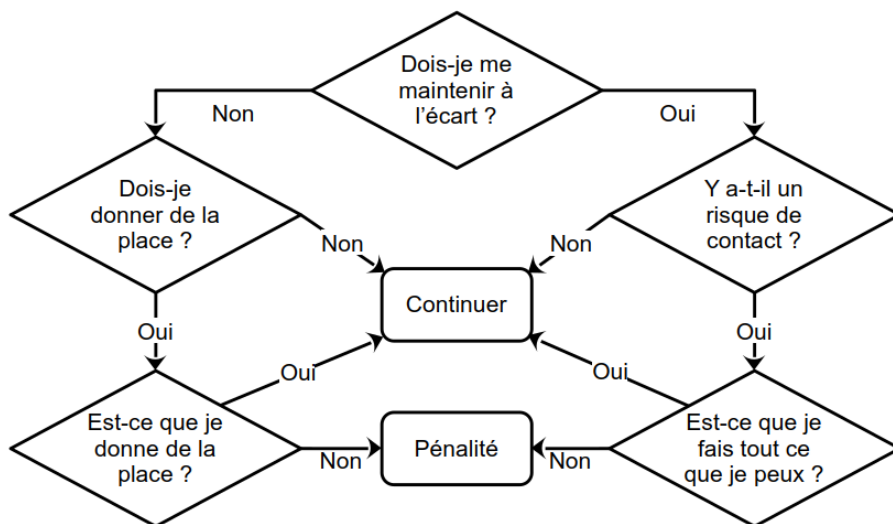 Dois-je me
maintenir à
l’écart ?
Non
Oui
Dois-je
donner de la
place ?
Y a-t-il un
risque de
contact ?
Non
Non
Continuer
Oui
Oui
Oui
Oui
Est-ce que je
donne de la
place ?
Pénalité
Est-ce que je
fais tout ce
que je peux ?
Non
Non